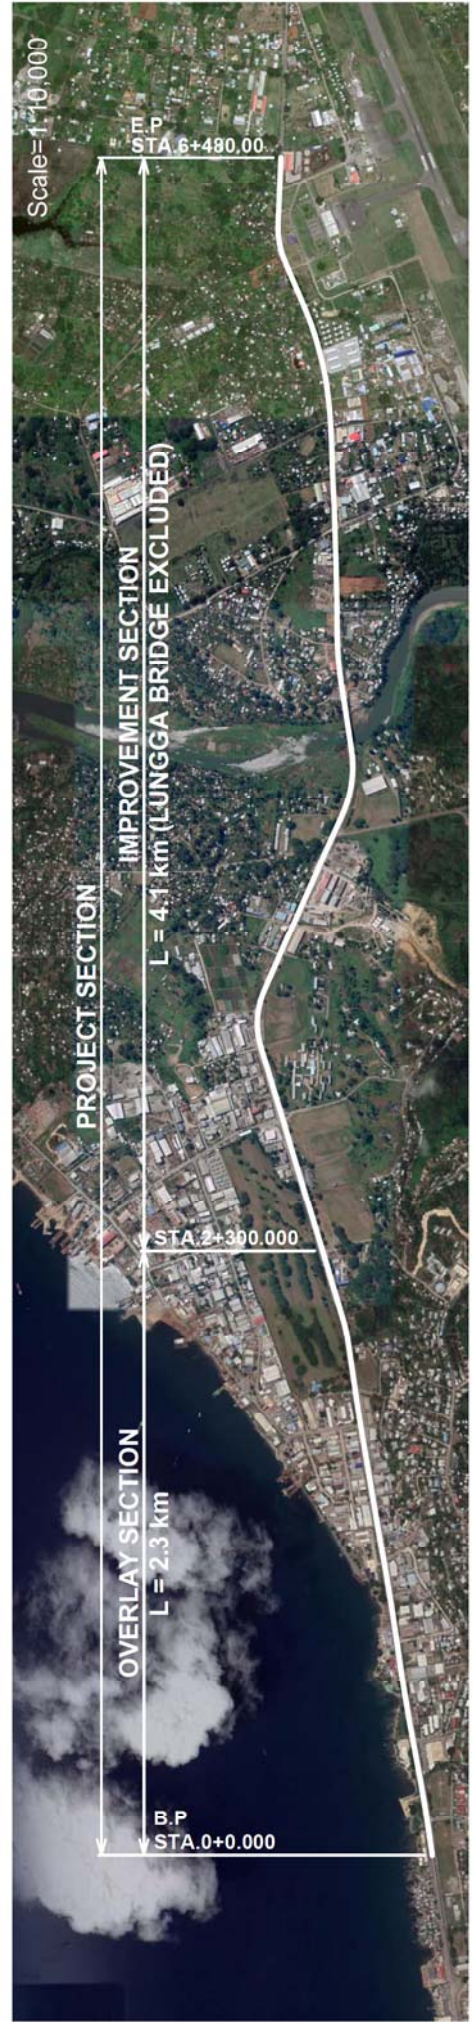 Scale=1:10'000
E.P
STA.6+480.00
PROJECT SECTION
IMPROVEMENT SECTION
L = 4.1 km (LUNGGA BRIDGE EXCLUDED)
STA.2+300.000
OVERLAY SECTION
L = 2.3 km
B.P
STA.0+0.000